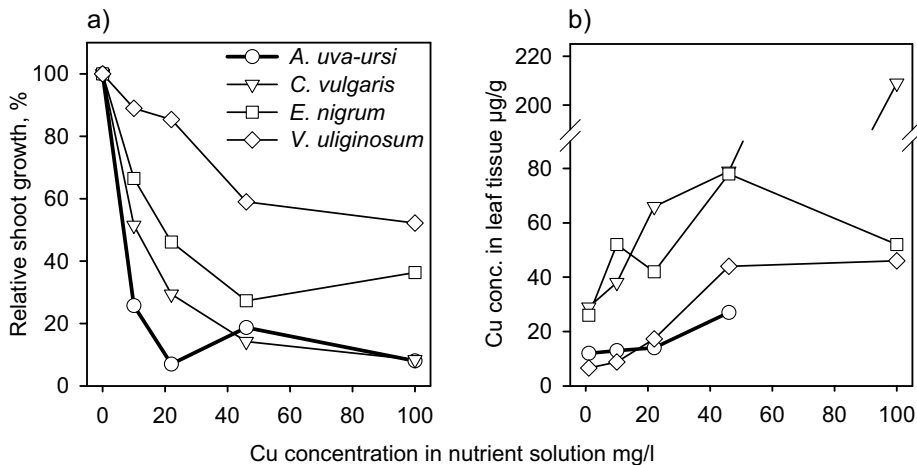 a)
Relative shoot growth, %
100
80
60
40
20
0
A. uva-ursi
C. vulgaris
E. nigrum
V. uliginosum
0 20 40 60 80 100
b)
Cu conc. in leaf tissue µg/g
220
200
80
60
40
20
0
0 20 40 60 80 100
Cu concentration in nutrient solution mg/l